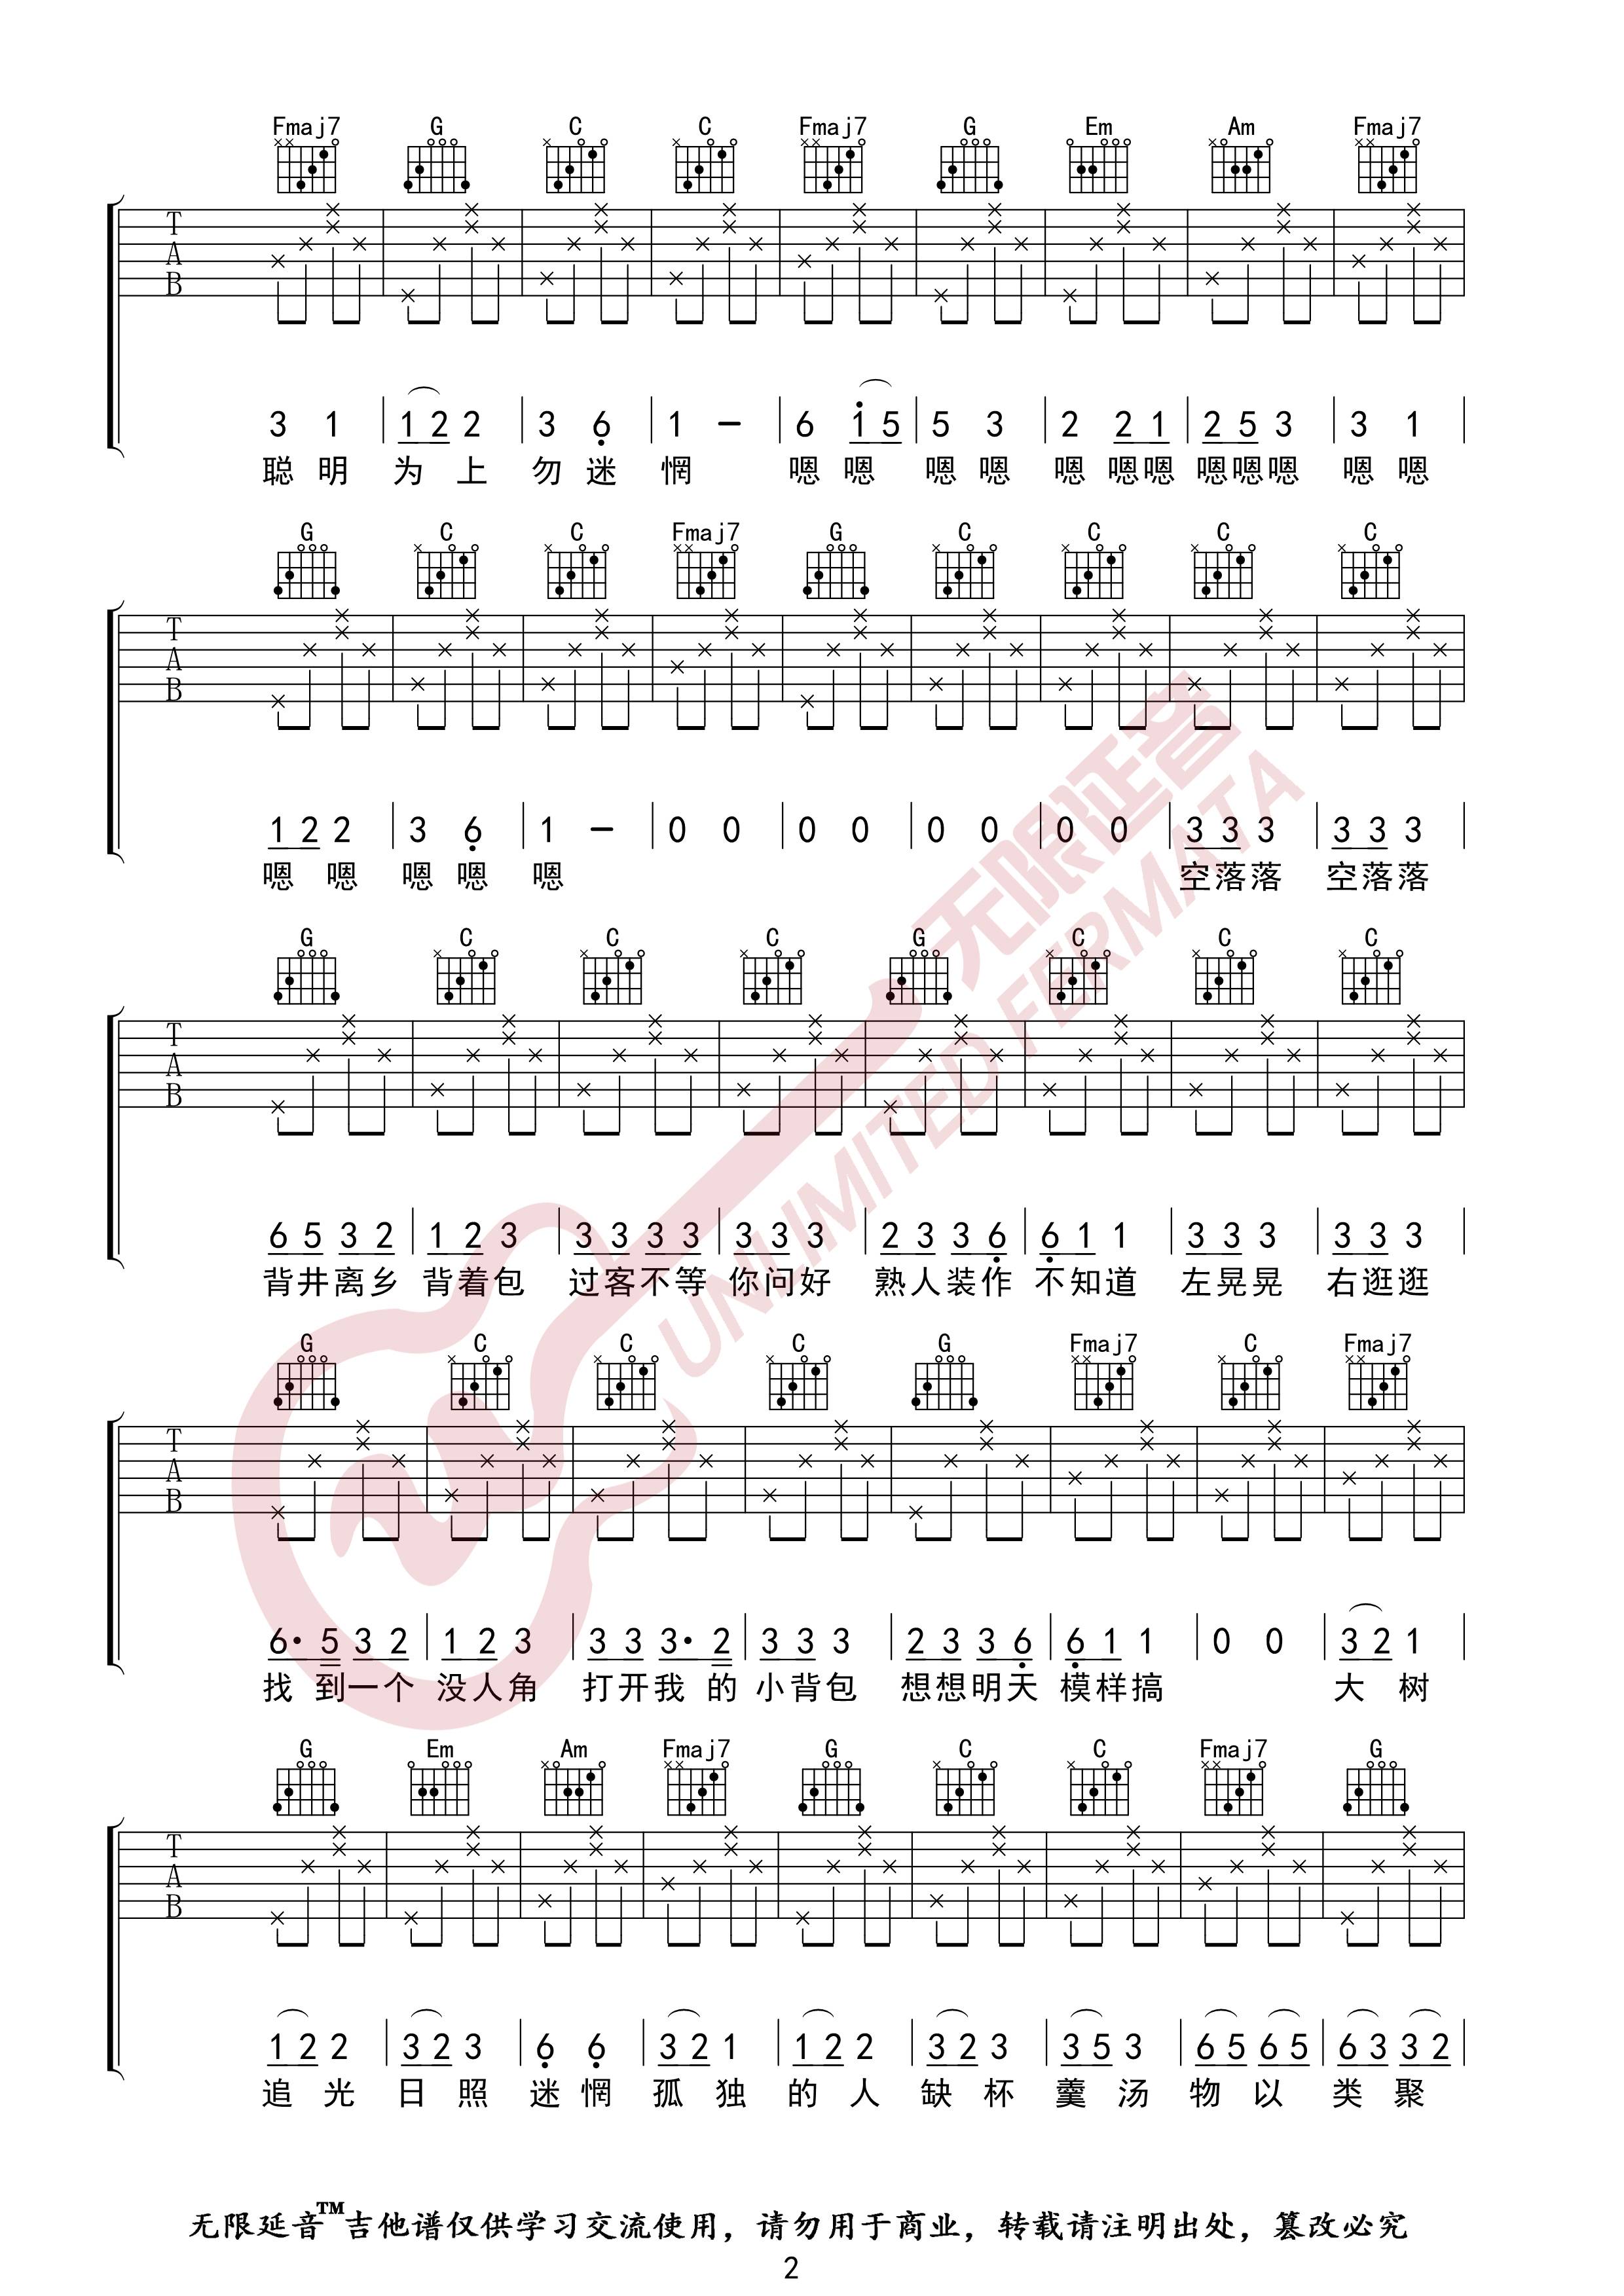 Fmaj7 G C C Fmaj7 G Em Am Fmaj7
T
A
B
3 1 | 1 2 2 | 3 6 | 1 - | 6 1 5 | 5 3 | 2 2 1 | 2 5 3 | 3 1 |
聪 明 为 上 勿 迷 惘 嗯 嗯 嗯 嗯 嗯 嗯嗯 嗯嗯嗯 嗯 嗯
G C C Fmaj7 G C C C C
T
A
B
1 2 2 | 3 6 | 1 - | 0 0 | 0 0 | 0 0 | 0 0 | 3 3 3 | 3 3 3 |
嗯 嗯 嗯 嗯 嗯 空落落 空落落
无限延音
UNLIMITED FERMATA
G C C C G C C C
T
A
B
6 5 3 2 | 1 2 3 | 3 3 3 3 | 3 3 3 | 2 3 3 6 | 6 1 1 | 3 3 3 | 3 3 3 |
背井离乡 背着包 过客不等 你问好 熟人装作 不知道 左晃晃 右逛逛
G C C C G Fmaj7 C Fmaj7
T
A
B
6· 5 3 2 | 1 2 3 | 3 3 3· 2 | 3 3 3 | 2 3 3 6 | 6 1 1 | 0 0 | 3 2 1 |
找 到一个 没人角 打开我 的 小背包 想想明天 模样搞 大 树
G Em Am Fmaj7 G C C Fmaj7 G
T
A
B
1 2 2 | 3 2 3 | 6 6 | 3 2 1 | 1 2 2 | 3 2 3 | 3 5 3 | 6 5 6 5 | 6 3 3 2 |
追 光 日 照 迷 惘 孤 独 的 人 缺 杯 羹 汤 物 以 类 聚
无限延音™吉他谱仅供学习交流使用，请勿用于商业，转载请注明出处，篡改必究
2